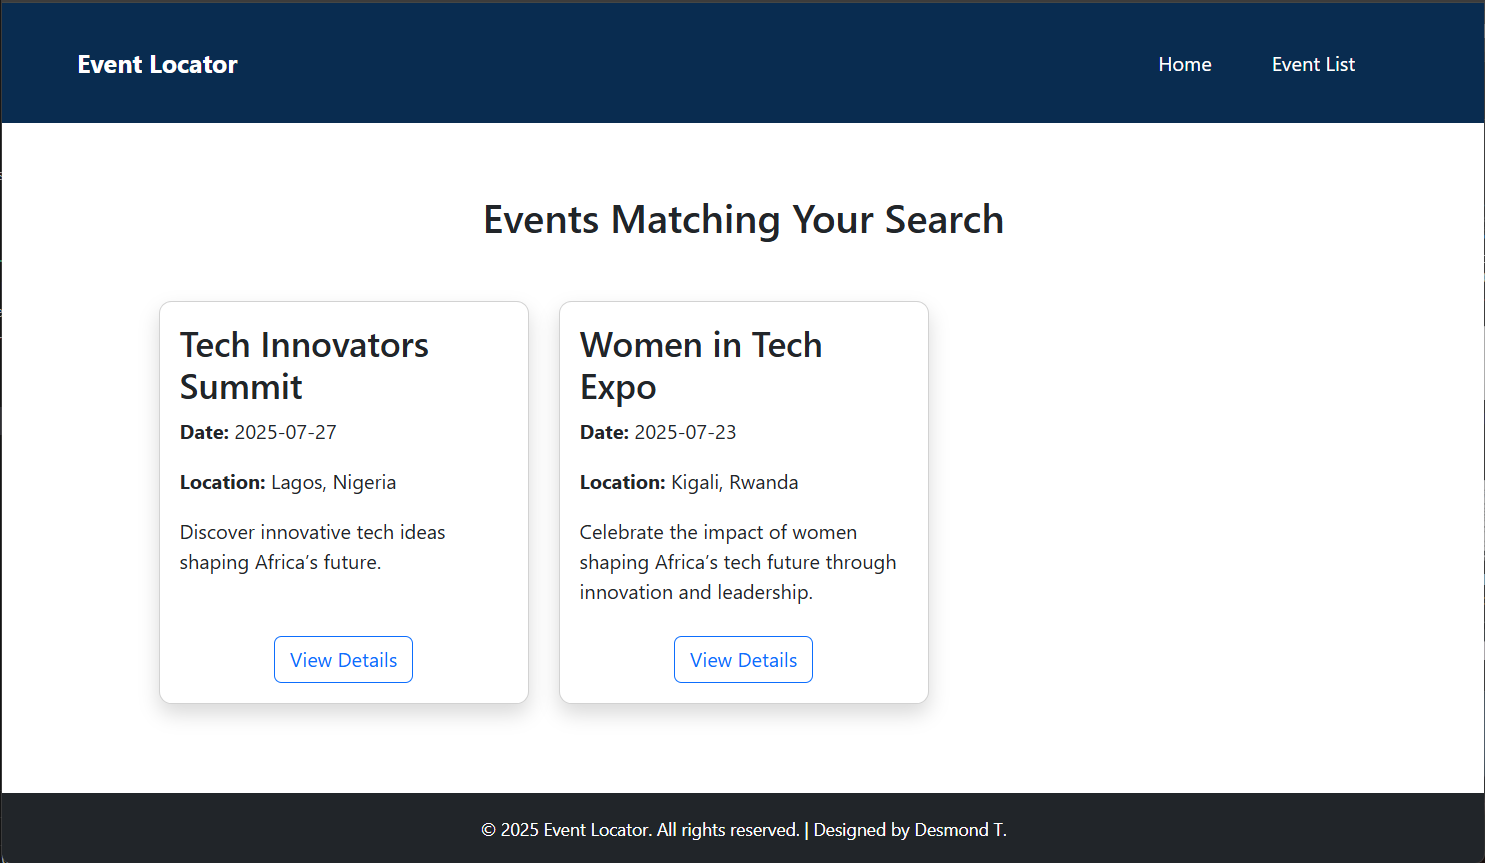 Event Locator
Home
Event List
Events Matching Your Search
Tech Innovators
Summit
Date: 2025-07-27
Location: Lagos, Nigeria
Discover innovative tech ideas
shaping Africa’s future.
View Details
Women in Tech
Expo
Date: 2025-07-23
Location: Kigali, Rwanda
Celebrate the impact of women
shaping Africa’s tech future through
innovation and leadership.
View Details
© 2025 Event Locator. All rights reserved. | Designed by Desmond T.